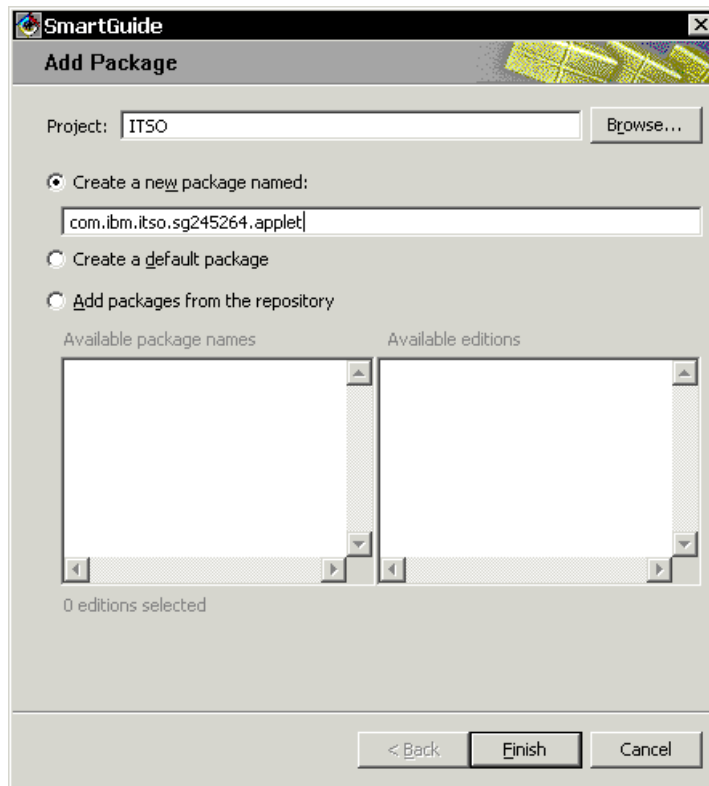 SmartGuide
Add Package
Project: ITSO Browse...
Create a new package named:
com.ibm.itso.sg245264.applet
Create a default package
Add packages from the repository
Available package names Available editions
0 editions selected
< Back Finish Cancel